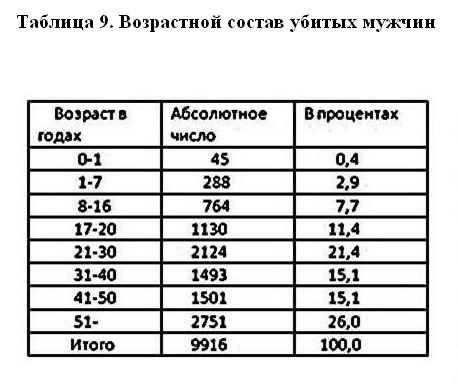 Таблица 9. Возрастной состав убитых мужчин
Возраст в годах Абсолютное число В процентах
0-1 45 0,4
1-7 288 2,9
8-16 764 7,7
17-20 1130 11,4
21-30 2124 21,4
31-40 1493 15,1
41-50 1501 15,1
51- 2751 26,0
Итого 9916 100,0